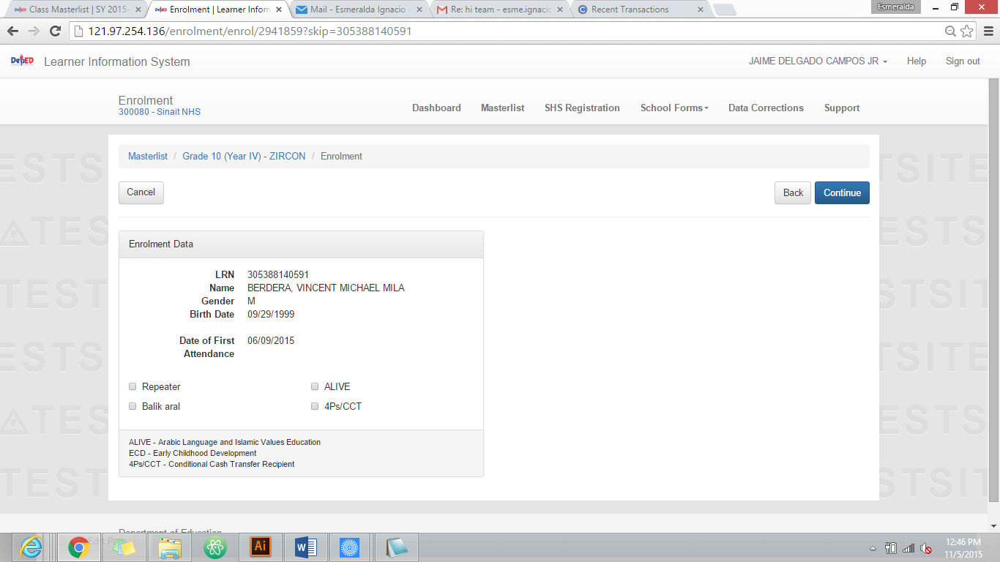 Class Masterlist | SY 2015-
Enrolment | Learner Inform
Mail - Esmeralda Ignacio -
Re: hi team - esme.ignacio
Recent Transactions
Esmeralda
121.97.254.136/enrolment/enrol/2941859?skip=305388140591
DepED Learner Information System
JAIME DELGADO CAMPOS JR
Help
Sign out
Enrolment
300080 - Sinait NHS
Dashboard
Masterlist
SHS Registration
School Forms
Data Corrections
Support
Masterlist / Grade 10 (Year IV) - ZIRCON / Enrolment
Cancel
Back
Continue
Enrolment Data
LRN 305388140591
Name BERDERA, VINCENT MICHAEL MILA
Gender M
Birth Date 09/29/1999
Date of First 06/09/2015
Attendance
Repeater
ALIVE
Balik aral
4Ps/CCT
ALIVE - Arabic Language and Islamic Values Education
ECD - Early Childhood Development
4Ps/CCT - Conditional Cash Transfer Recipient
TESTSITE
Department of Education
Ai
12:46 PM
11/5/2015